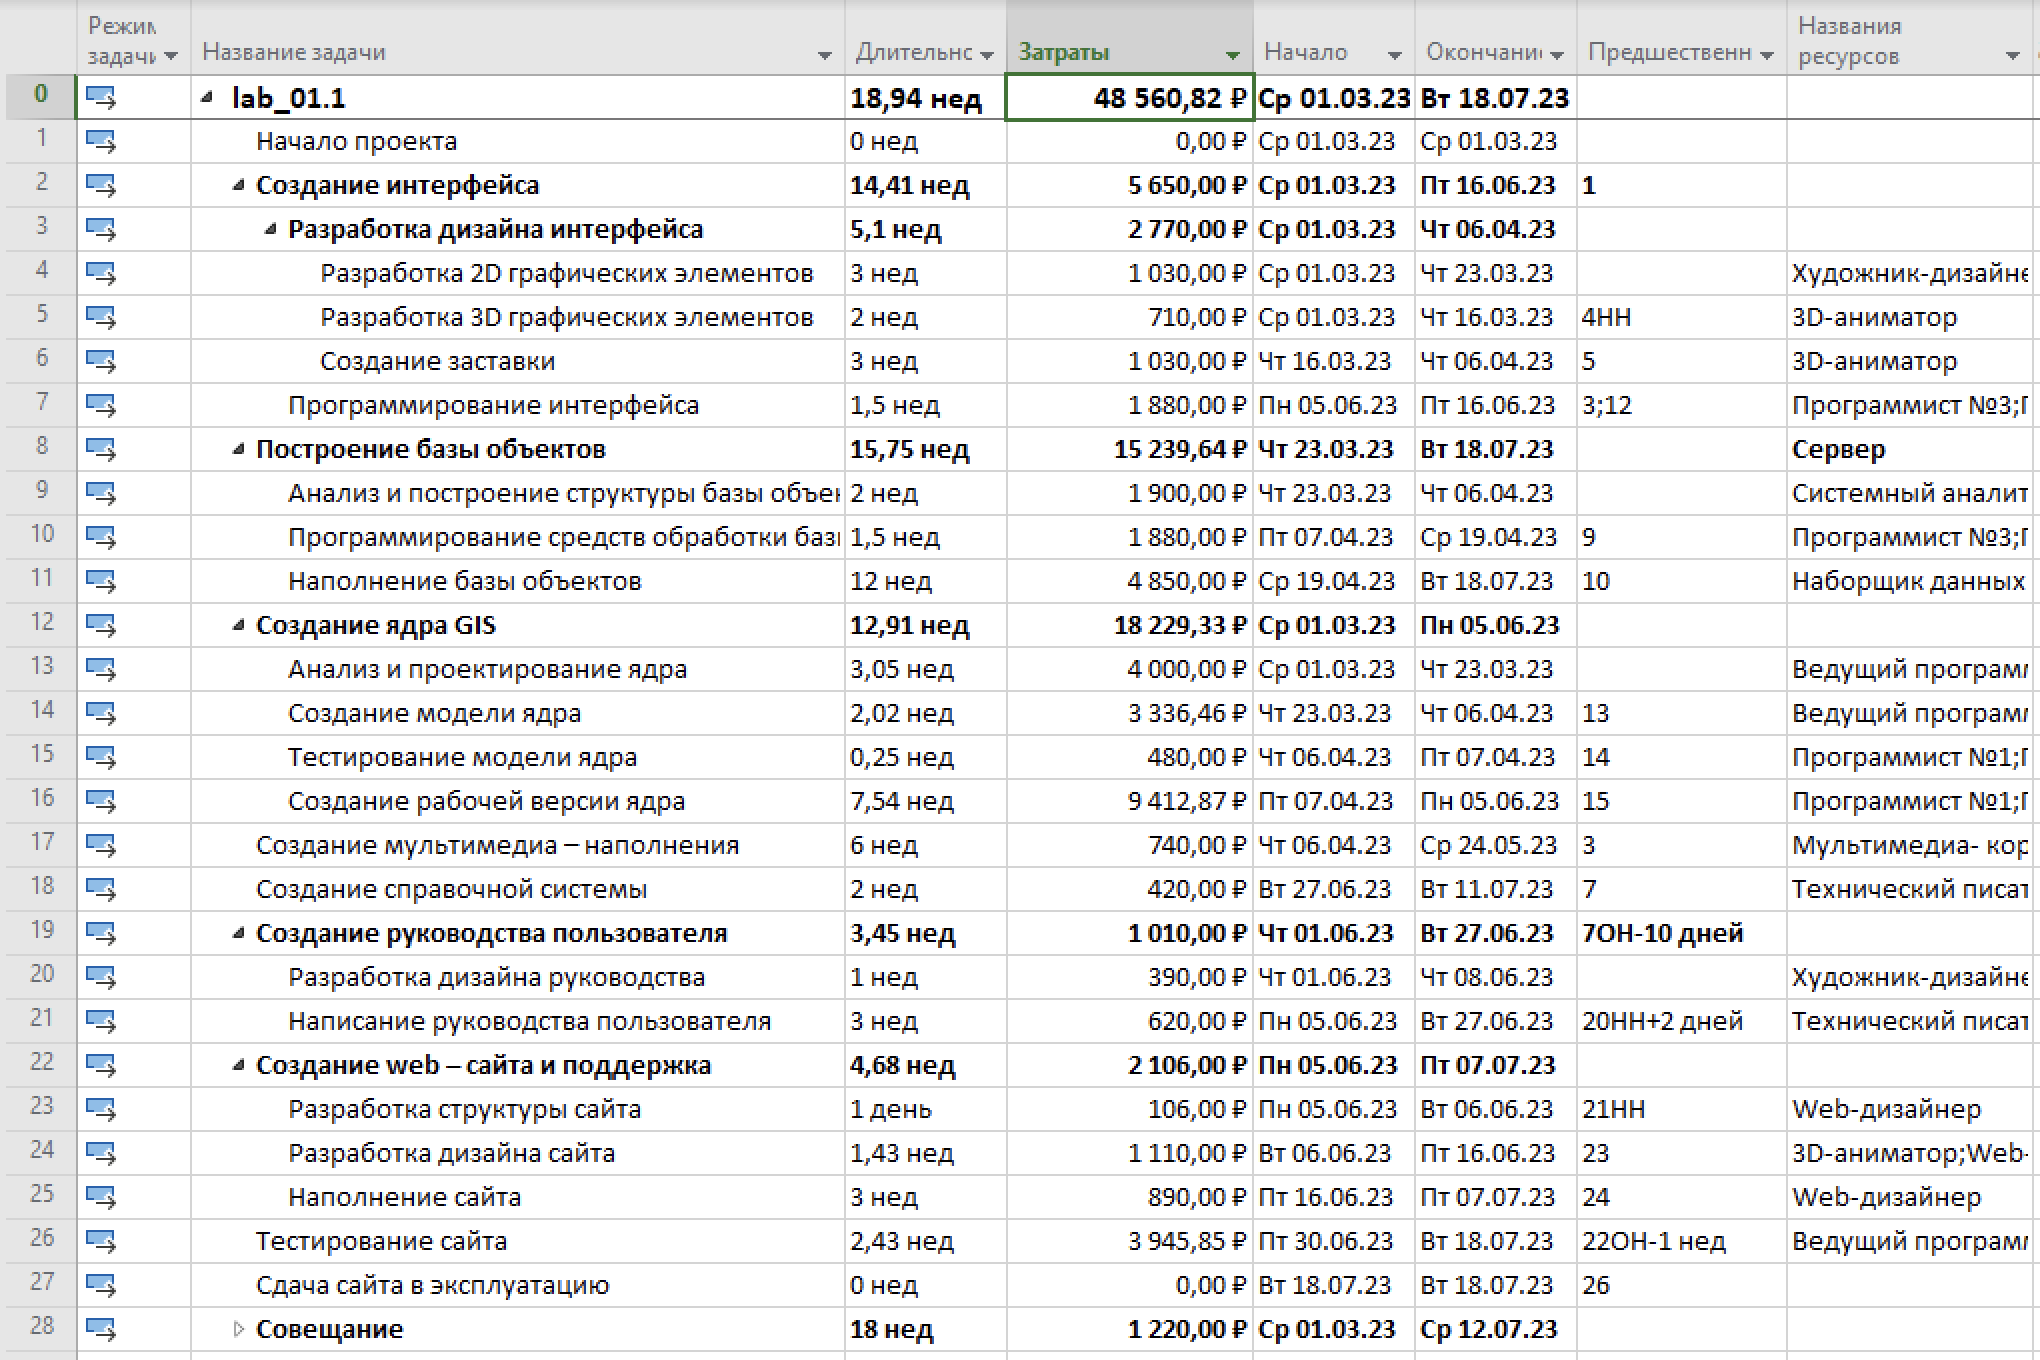 Режим задачи Название задачи Длительнс Затраты Начало Окончани Предшественн Названия ресурсов
0 lab_01.1 18,94 нед 48 560,82 ₽ Ср 01.03.23 Вт 18.07.23
1 Начало проекта 0 нед 0,00 ₽ Ср 01.03.23 Ср 01.03.23
2 Создание интерфейса 14,41 нед 5 650,00 ₽ Ср 01.03.23 Пт 16.06.23 1
3 Разработка дизайна интерфейса 5,1 нед 2 770,00 ₽ Ср 01.03.23 Чт 06.04.23
4 Разработка 2D графических элементов 3 нед 1 030,00 ₽ Ср 01.03.23 Чт 23.03.23 Художник-дизайне
5 Разработка 3D графических элементов 2 нед 710,00 ₽ Ср 01.03.23 Чт 16.03.23 4НН 3D-аниматор
6 Создание заставки 3 нед 1 030,00 ₽ Чт 16.03.23 Чт 06.04.23 5 3D-аниматор
7 Программирование интерфейса 1,5 нед 1 880,00 ₽ Пн 05.06.23 Пт 16.06.23 3;12 Программист №3;П
8 Построение базы объектов 15,75 нед 15 239,64 ₽ Чт 23.03.23 Вт 18.07.23 Сервер
9 Анализ и построение структуры базы объек 2 нед 1 900,00 ₽ Чт 23.03.23 Чт 06.04.23 Системный аналит
10 Программирование средств обработки базы 1,5 нед 1 880,00 ₽ Пт 07.04.23 Ср 19.04.23 9 Программист №3;П
11 Наполнение базы объектов 12 нед 4 850,00 ₽ Ср 19.04.23 Вт 18.07.23 10 Наборщик данных
12 Создание ядра GIS 12,91 нед 18 229,33 ₽ Ср 01.03.23 Пн 05.06.23
13 Анализ и проектирование ядра 3,05 нед 4 000,00 ₽ Ср 01.03.23 Чт 23.03.23 Ведущий программ
14 Создание модели ядра 2,02 нед 3 336,46 ₽ Чт 23.03.23 Чт 06.04.23 13 Ведущий программ
15 Тестирование модели ядра 0,25 нед 480,00 ₽ Чт 06.04.23 Пт 07.04.23 14 Программист №1;П
16 Создание рабочей версии ядра 7,54 нед 9 412,87 ₽ Пт 07.04.23 Пн 05.06.23 15 Программист №1;П
17 Создание мультимедиа – наполнения 6 нед 740,00 ₽ Чт 06.04.23 Ср 24.05.23 3 Мультимедиа- кор
18 Создание справочной системы 2 нед 420,00 ₽ Вт 27.06.23 Вт 11.07.23 7 Технический писат
19 Создание руководства пользователя 3,45 нед 1 010,00 ₽ Чт 01.06.23 Вт 27.06.23 7ОН-10 дней
20 Разработка дизайна руководства 1 нед 390,00 ₽ Чт 01.06.23 Чт 08.06.23 Художник-дизайне
21 Написание руководства пользователя 3 нед 620,00 ₽ Пн 05.06.23 Вт 27.06.23 20НН+2 дней Технический писат
22 Создание web – сайта и поддержка 4,68 нед 2 106,00 ₽ Пн 05.06.23 Пт 07.07.23
23 Разработка структуры сайта 1 день 106,00 ₽ Пн 05.06.23 Вт 06.06.23 21НН Web-дизайнер
24 Разработка дизайна сайта 1,43 нед 1 110,00 ₽ Вт 06.06.23 Пт 16.06.23 23 3D-аниматор;Web-
25 Наполнение сайта 3 нед 890,00 ₽ Пт 16.06.23 Пт 07.07.23 24 Web-дизайнер
26 Тестирование сайта 2,43 нед 3 945,85 ₽ Пт 30.06.23 Вт 18.07.23 22ОН-1 нед Ведущий программ
27 Сдача сайта в эксплуатацию 0 нед 0,00 ₽ Вт 18.07.23 Вт 18.07.23 26
28 Совещание 18 нед 1 220,00 ₽ Ср 01.03.23 Ср 12.07.23